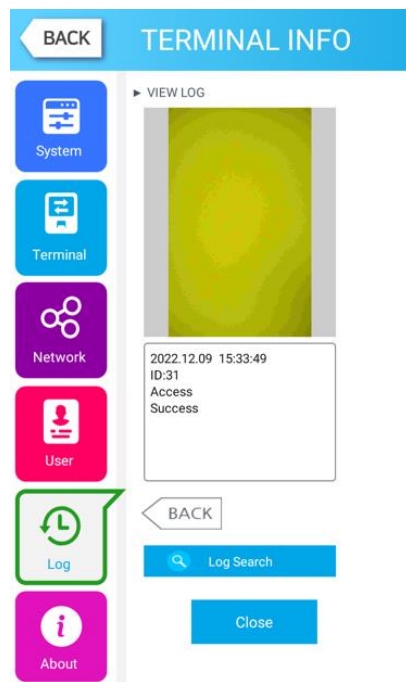 BACK
TERMINAL INFO
System
Terminal
Network
User
Log
About
► VIEW LOG
2022.12.09 15:33:49
ID:31
Access
Success
BACK
Log Search
Close